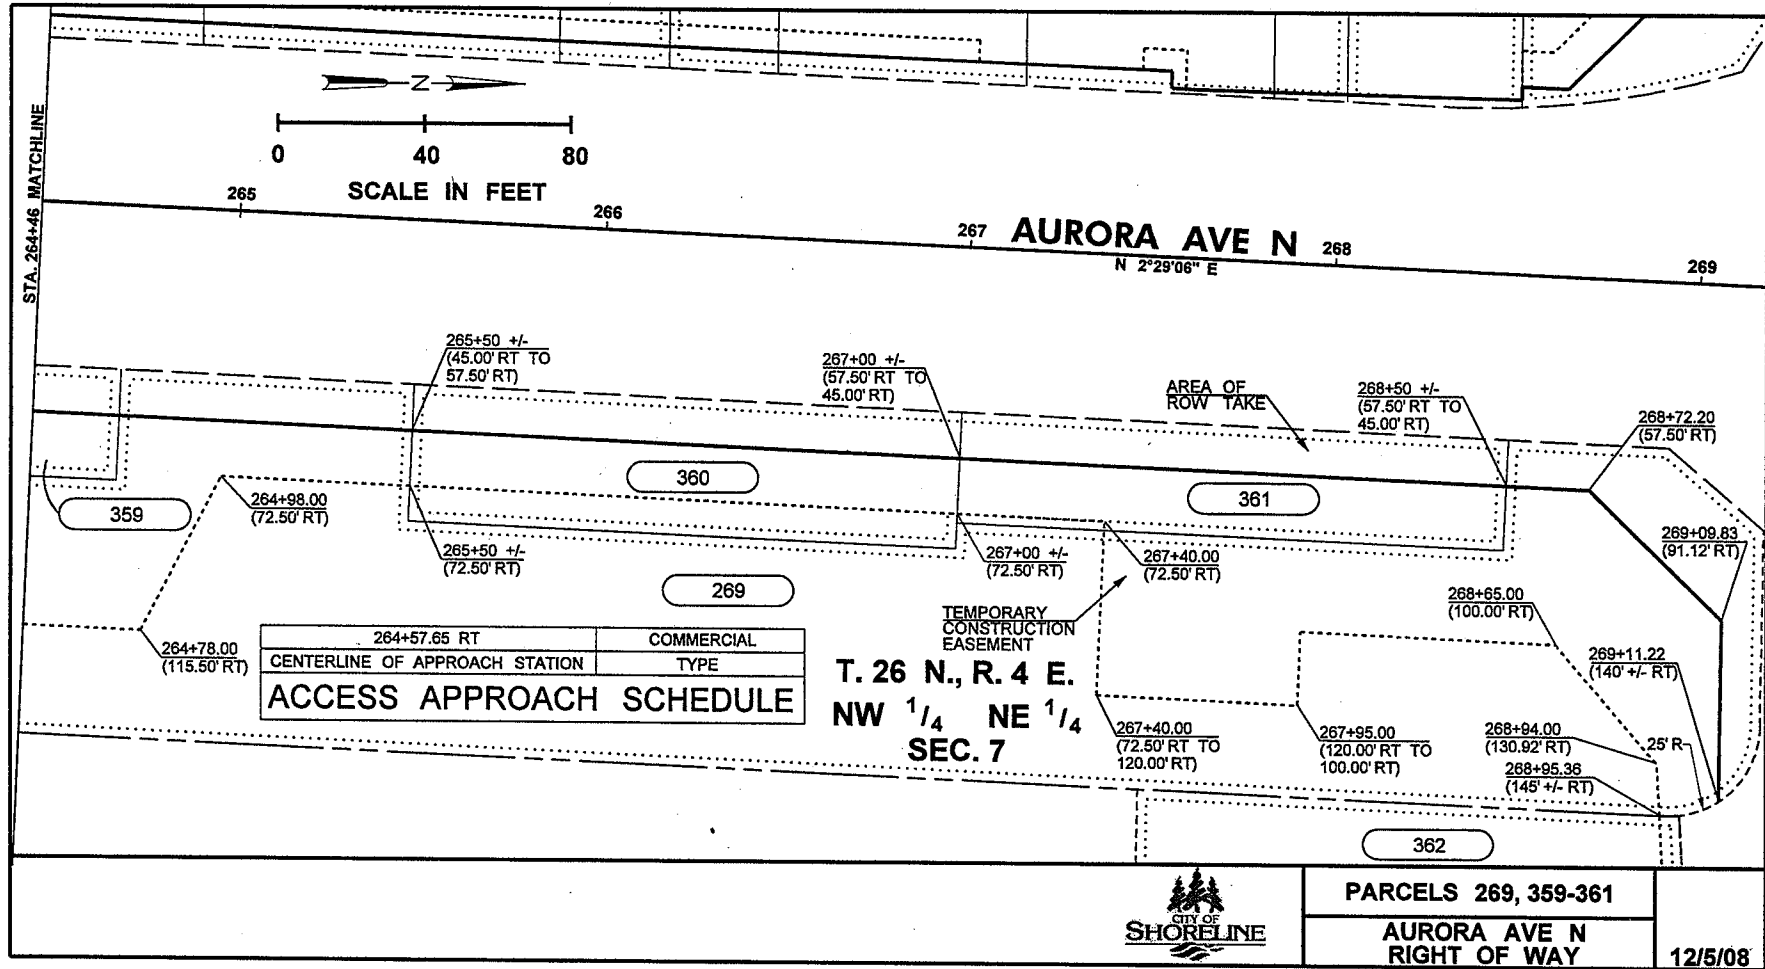 STA. 264+46 MATCHLINE
N
0 40 80
SCALE IN FEET
265
266
267
AURORA AVE N
268
269
N 2°29'06" E
265+50 +/-
(45.00' RT TO
57.50' RT)
267+00 +/-
(57.50' RT TO
45.00' RT)
AREA OF
ROW TAKE
268+50 +/-
(57.50' RT TO
45.00' RT)
268+72.20
(57.50' RT)
360
361
359
264+98.00
(72.50' RT)
265+50 +/-
(72.50' RT)
267+00 +/-
(72.50' RT)
267+40.00
(72.50' RT)
269+09.83
(91.12' RT)
269
TEMPORARY
CONSTRUCTION
EASEMENT
268+65.00
(100.00' RT)
264+78.00
(115.50' RT)
264+57.65 RT COMMERCIAL
CENTERLINE OF APPROACH STATION TYPE
ACCESS APPROACH SCHEDULE
T. 26 N., R. 4 E.
NW 1/4 NE 1/4
SEC. 7
269+11.22
(140' +/- RT)
267+40.00
(72.50' RT TO
120.00' RT)
267+95.00
(120.00' RT TO
100.00' RT)
268+94.00
(130.92' RT)
25' R
268+95.36
(145' +/- RT)
362
CITY OF
SHORELINE
PARCELS 269, 359-361
AURORA AVE N
RIGHT OF WAY
12/5/08